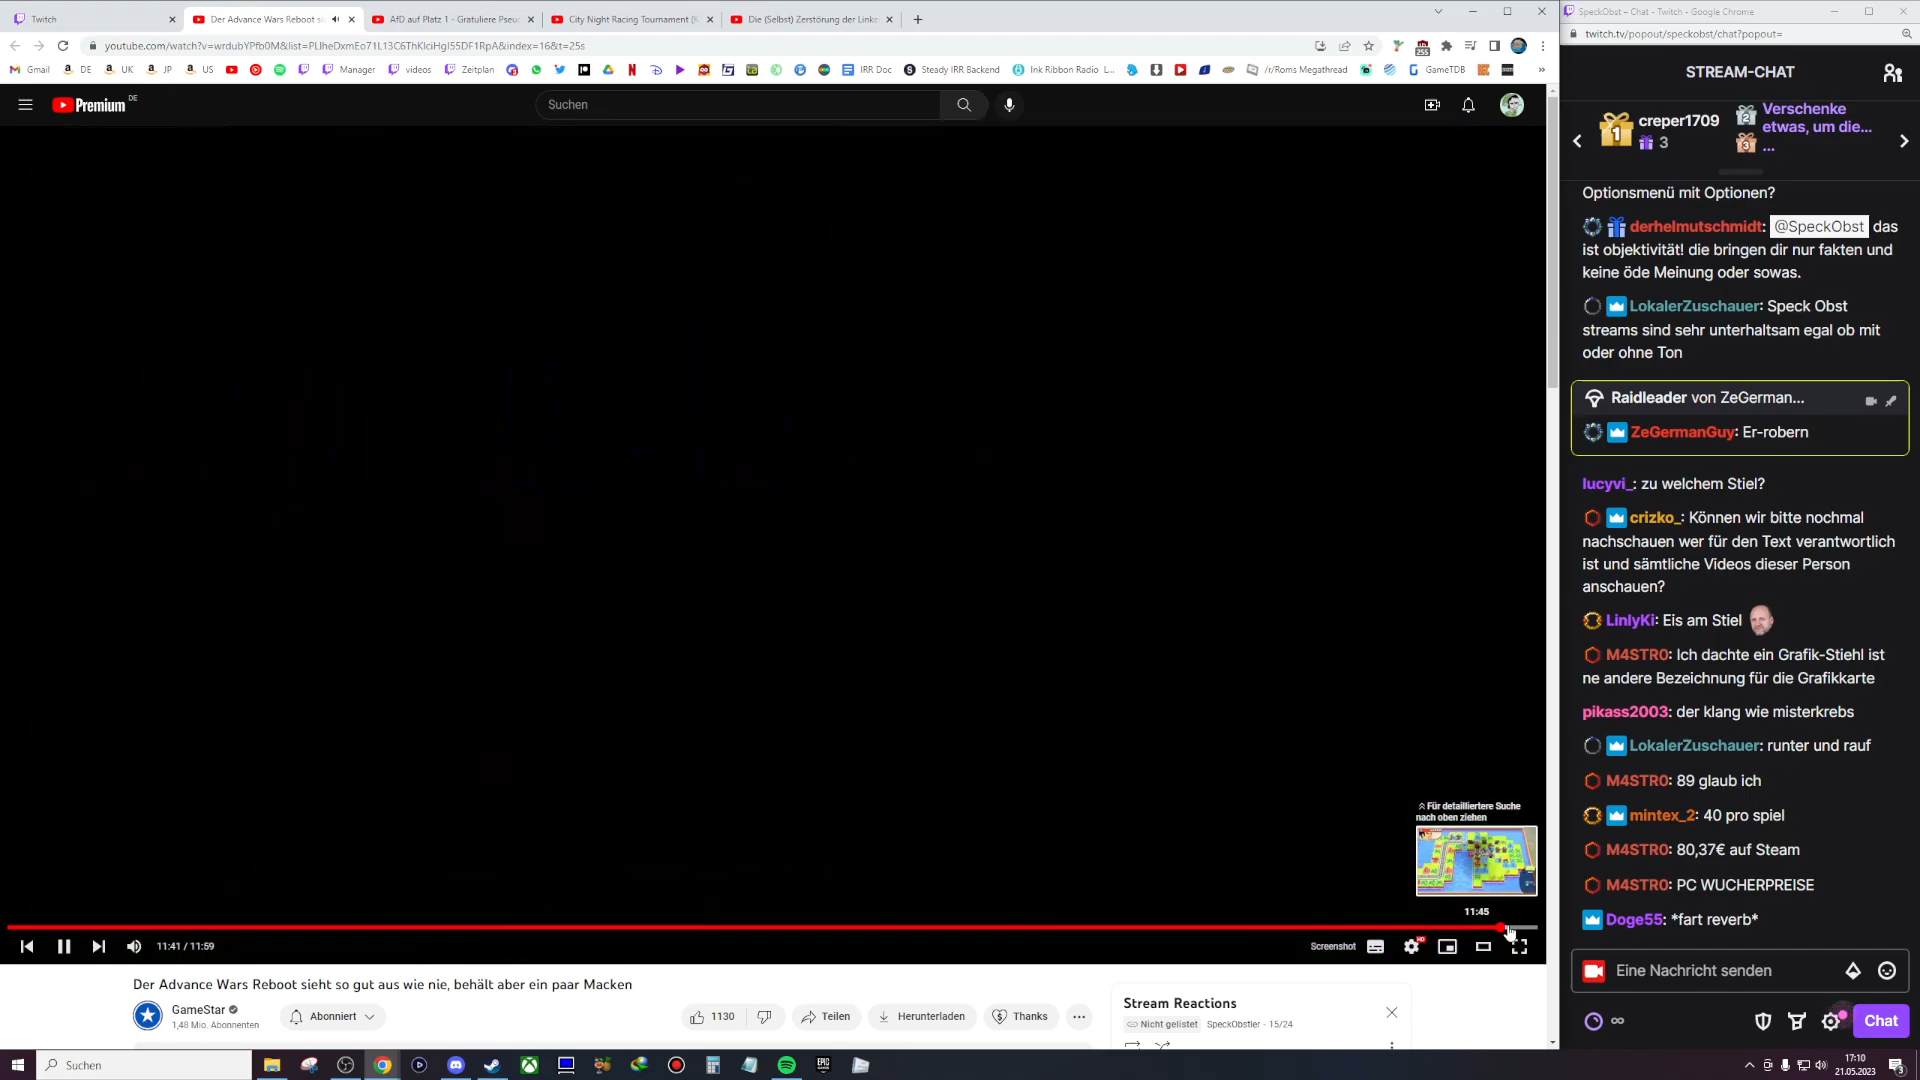 Twitch
Der Advance Wars Reboot si
AfD auf Platz 1 - Gratuliere Pseu
City Night Racing Tournament (K
Die (Selbst) Zerstörung der Linke
SpeckObst – Chat - Twitch - Google Chrome
youtube.com/watch?v=wrdubYPfb0M&list=PLIheDxmEo71L13C6ThKIciHgI55DF1RpA&index=16&t=25s
twitch.tv/popout/speckobst/chat?popout=
Gmail
DE
UK
JP
US
Manager
videos
Zeitplan
IRR Doc
Steady IRR Backend
Ink Ribbon Radio L...
/r/Roms Megathread
GameTDB
Premium DE
Suchen
STREAM-CHAT
1
creper1709
3
2
3
Verschenke
etwas, um die...
...
Optionsmenü mit Optionen?
derhelmutschmidt: @SpeckObst das
ist objektivität! die bringen dir nur fakten und
keine öde Meinung oder sowas.
LokalerZuschauer: Speck Obst
streams sind sehr unterhaltsam egal ob mit
oder ohne Ton
Raidleader von ZeGerman...
ZeGermanGuy: Er-robern
lucyvi_: zu welchem Stiel?
crizko_: Können wir bitte nochmal
nachschauen wer für den Text verantwortlich
ist und sämtliche Videos dieser Person
anschauen?
LinlyKi: Eis am Stiel
M4STR0: Ich dachte ein Grafik-Stiehl ist
ne andere Bezeichnung für die Grafikkarte
pikass2003: der klang wie misterkrebs
LokalerZuschauer: runter und rauf
M4STR0: 89 glaub ich
mintex_2: 40 pro spiel
M4STR0: 80,37€ auf Steam
M4STR0: PC WUCHERPREISE
Doge55: *fart reverb*
Für detailliertere Suche
nach oben ziehen
11:45
11:41 / 11:59
Screenshot
HD
Eine Nachricht senden
Chat
Der Advance Wars Reboot sieht so gut aus wie nie, behält aber ein paar Macken
GameStar
1,48 Mio. Abonnenten
Abonniert
1130
Teilen
Herunterladen
Thanks
Stream Reactions
Nicht gelistet
SpeckObstler - 15/24
Suchen
17:10
21.05.2023
3